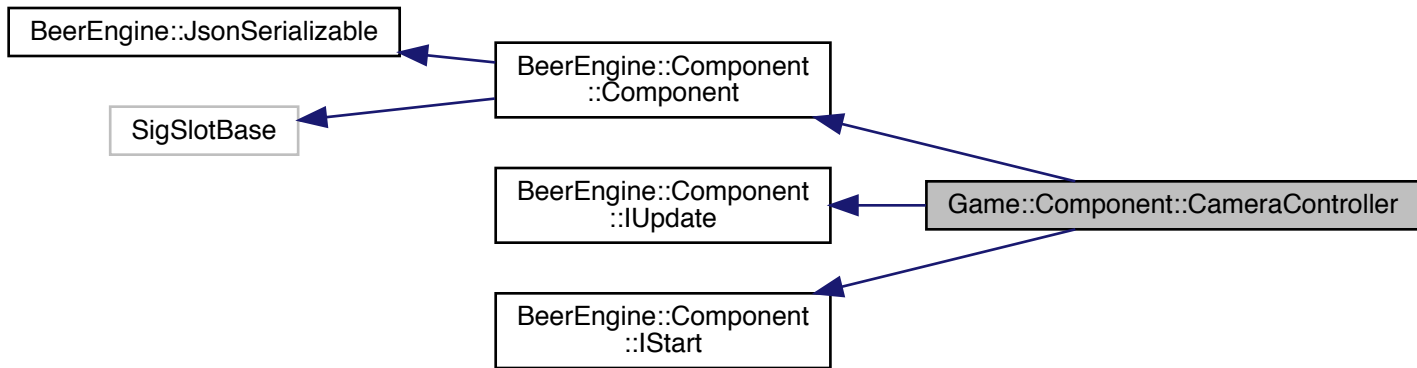 BeerEngine::JsonSerializable
SigSlotBase
BeerEngine::Component
::Component
BeerEngine::Component
::IUpdate
BeerEngine::Component
::IStart
Game::Component::CameraController